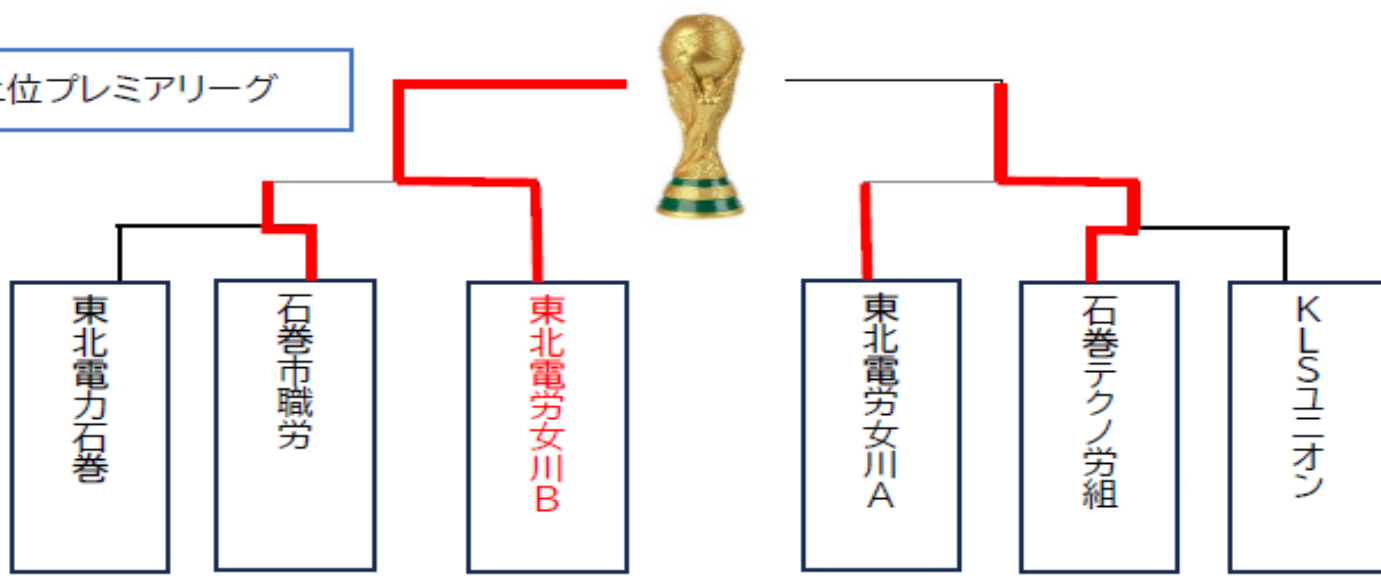 上位プレミアリーグ
東北電力石巻
石巻市職労
東北電労女川B
東北電労女川A
石巻テクノ労組
KLSユニオン